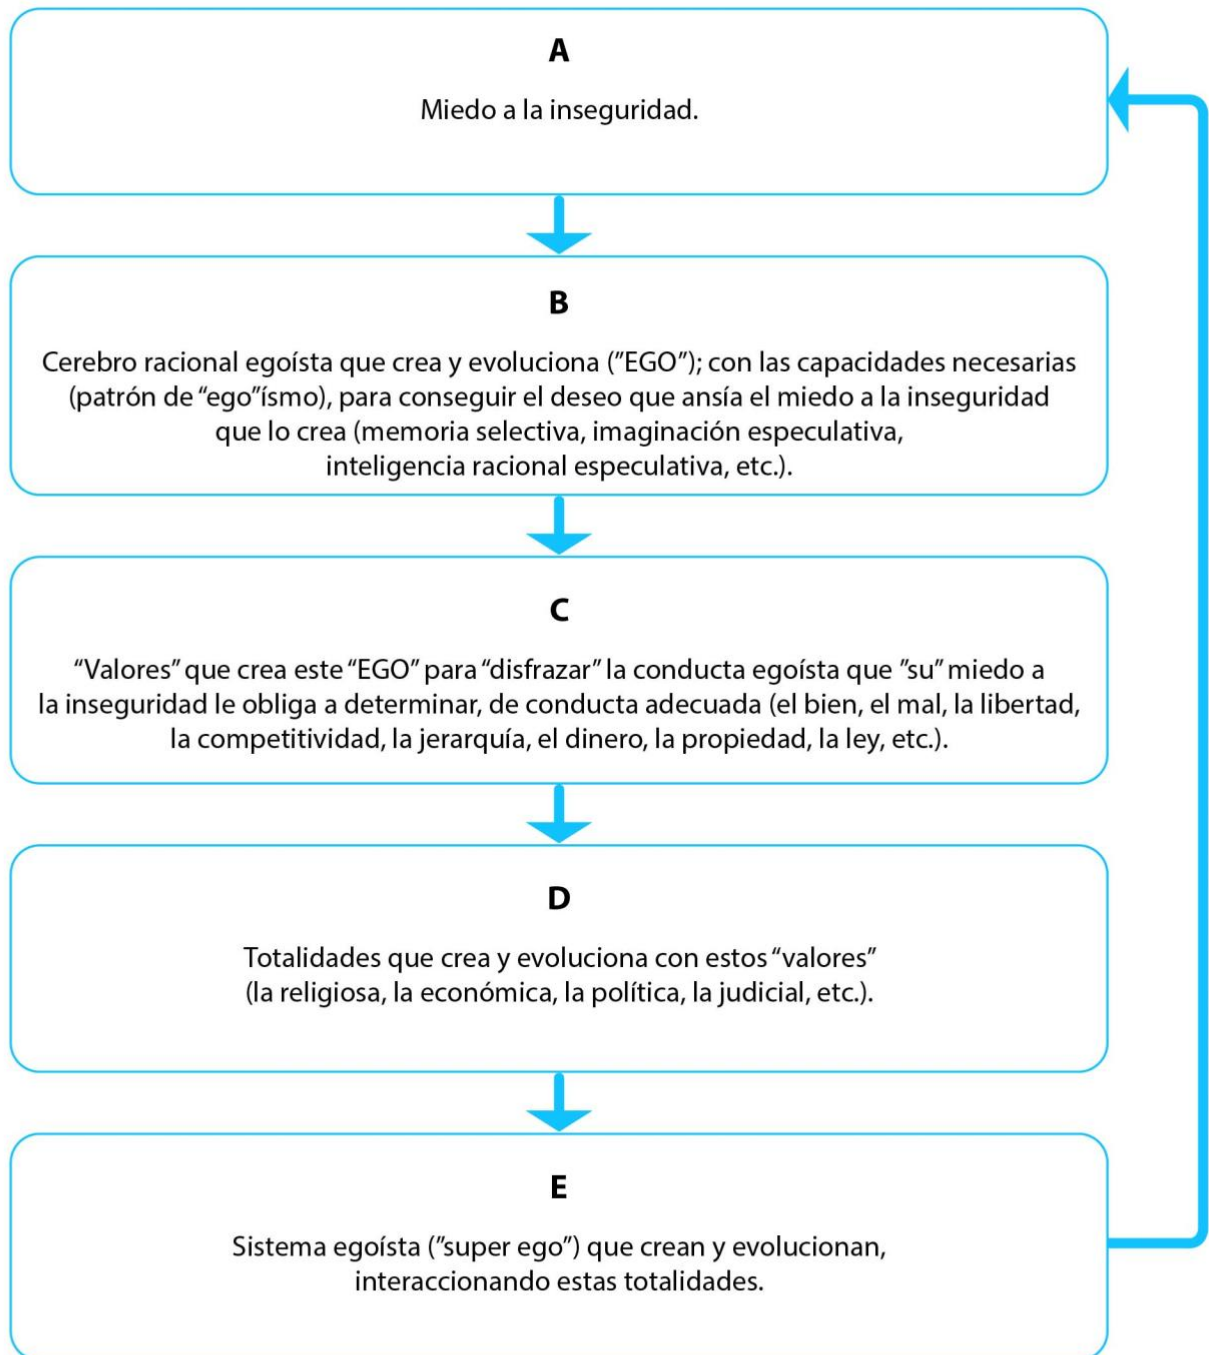 A
Miedo a la inseguridad.
B
Cerebro racional egoísta que crea y evoluciona ("EGO"); con las capacidades necesarias
(patrón de “ego”ísmo), para conseguir el deseo que ansía el miedo a la inseguridad
que lo crea (memoria selectiva, imaginación especulativa,
inteligencia racional especulativa, etc.).
C
“Valores” que crea este “EGO” para “disfrazar” la conducta egoísta que ”su” miedo a
la inseguridad le obliga a determinar, de conducta adecuada (el bien, el mal, la libertad,
la competitividad, la jerarquía, el dinero, la propiedad, la ley, etc.).
D
Totalidades que crea y evoluciona con estos “valores”
(la religiosa, la económica, la política, la judicial, etc.).
E
Sistema egoísta (”super ego”) que crean y evolucionan,
interaccionando estas totalidades.